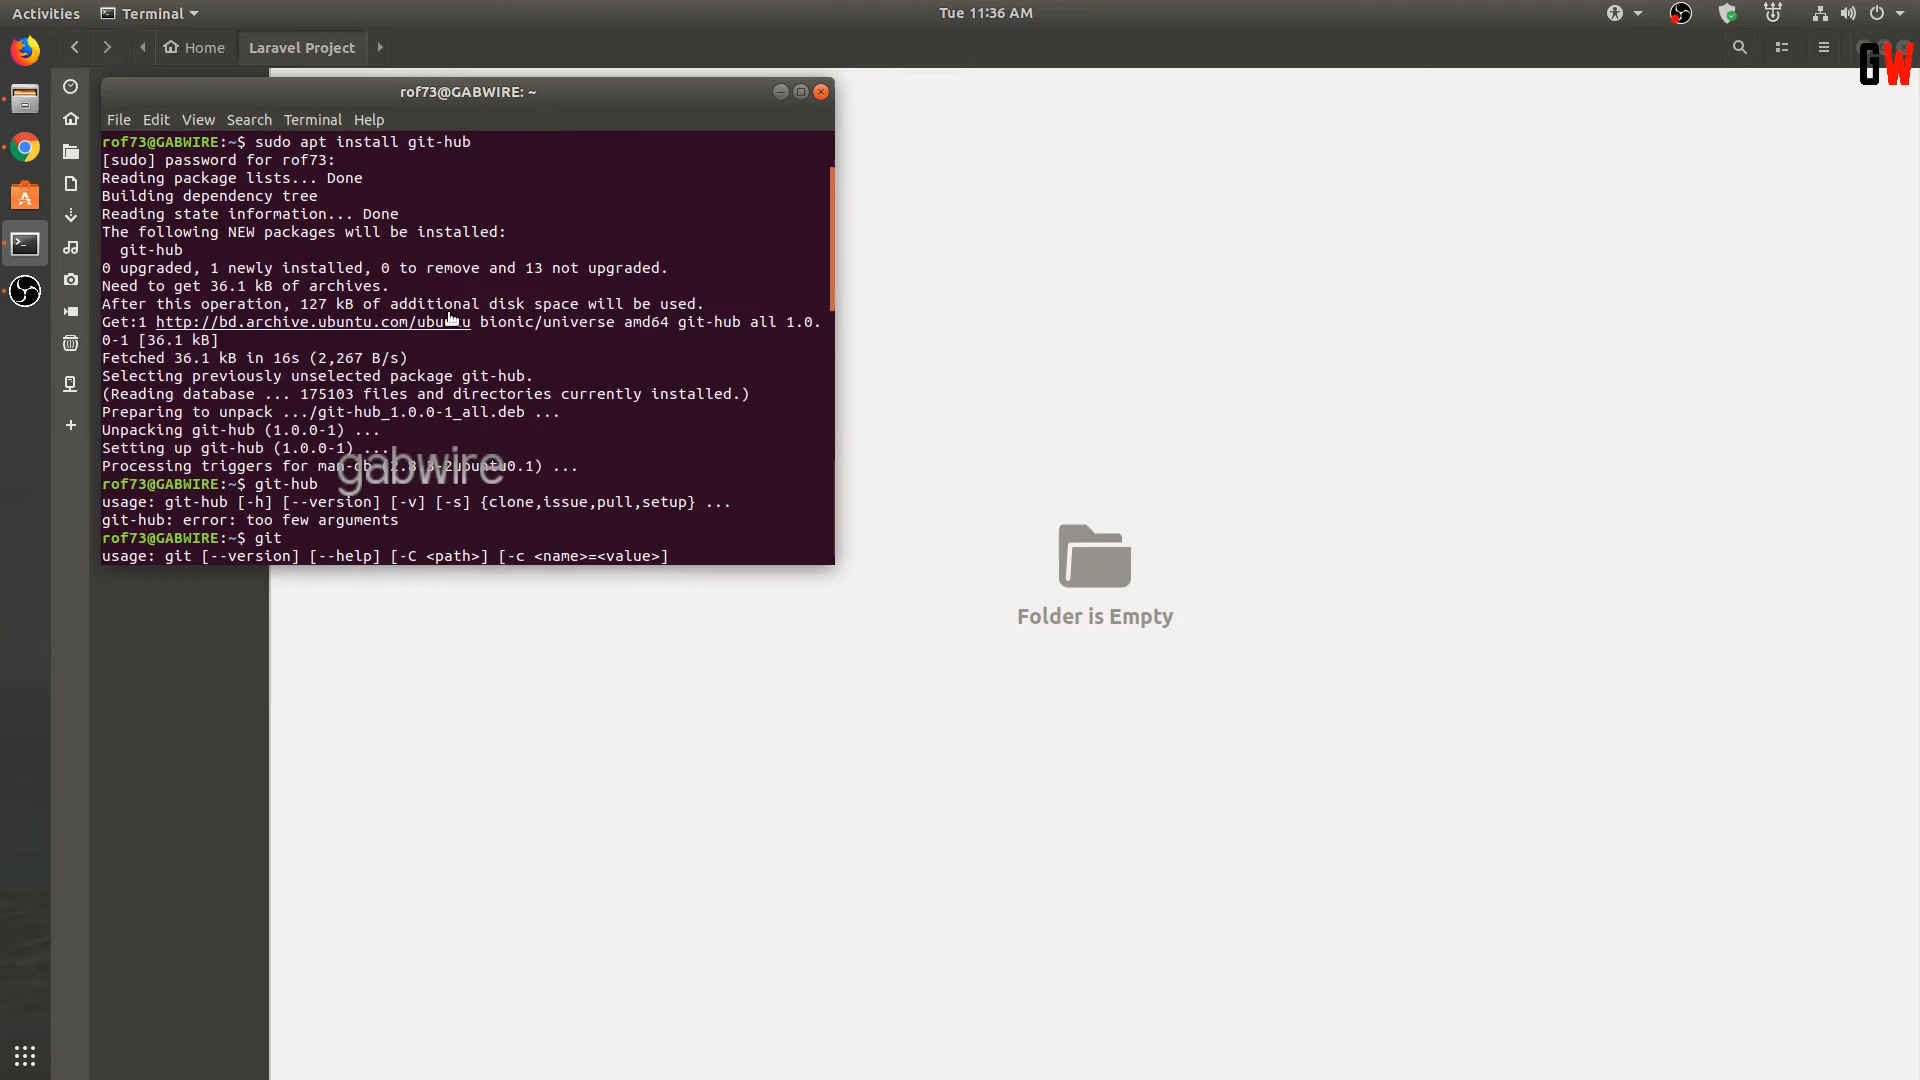 Activities Terminal Tue 11:36 AM
Home Laravel Project
GW
rof73@GABWIRE: ~
File Edit View Search Terminal Help
rof73@GABWIRE:~$ sudo apt install git-hub
[sudo] password for rof73:
Reading package lists... Done
Building dependency tree
Reading state information... Done
The following NEW packages will be installed:
git-hub
0 upgraded, 1 newly installed, 0 to remove and 13 not upgraded.
Need to get 36.1 kB of archives.
After this operation, 127 kB of additional disk space will be used.
Get:1 http://bd.archive.ubuntu.com/ubuntu bionic/universe amd64 git-hub all 1.0.
0-1 [36.1 kB]
Fetched 36.1 kB in 16s (2,267 B/s)
Selecting previously unselected package git-hub.
(Reading database ... 175103 files and directories currently installed.)
Preparing to unpack .../git-hub_1.0.0-1_all.deb ...
Unpacking git-hub (1.0.0-1) ...
Setting up git-hub (1.0.0-1) ...
Processing triggers for man-db (2.8.3-2ubuntu0.1) ...
gabwire
rof73@GABWIRE:~$ git-hub
usage: git-hub [-h] [--version] [-v] [-s] {clone,issue,pull,setup} ...
git-hub: error: too few arguments
rof73@GABWIRE:~$ git
usage: git [--version] [--help] [-C <path>] [-c <name>=<value>]
Folder is Empty